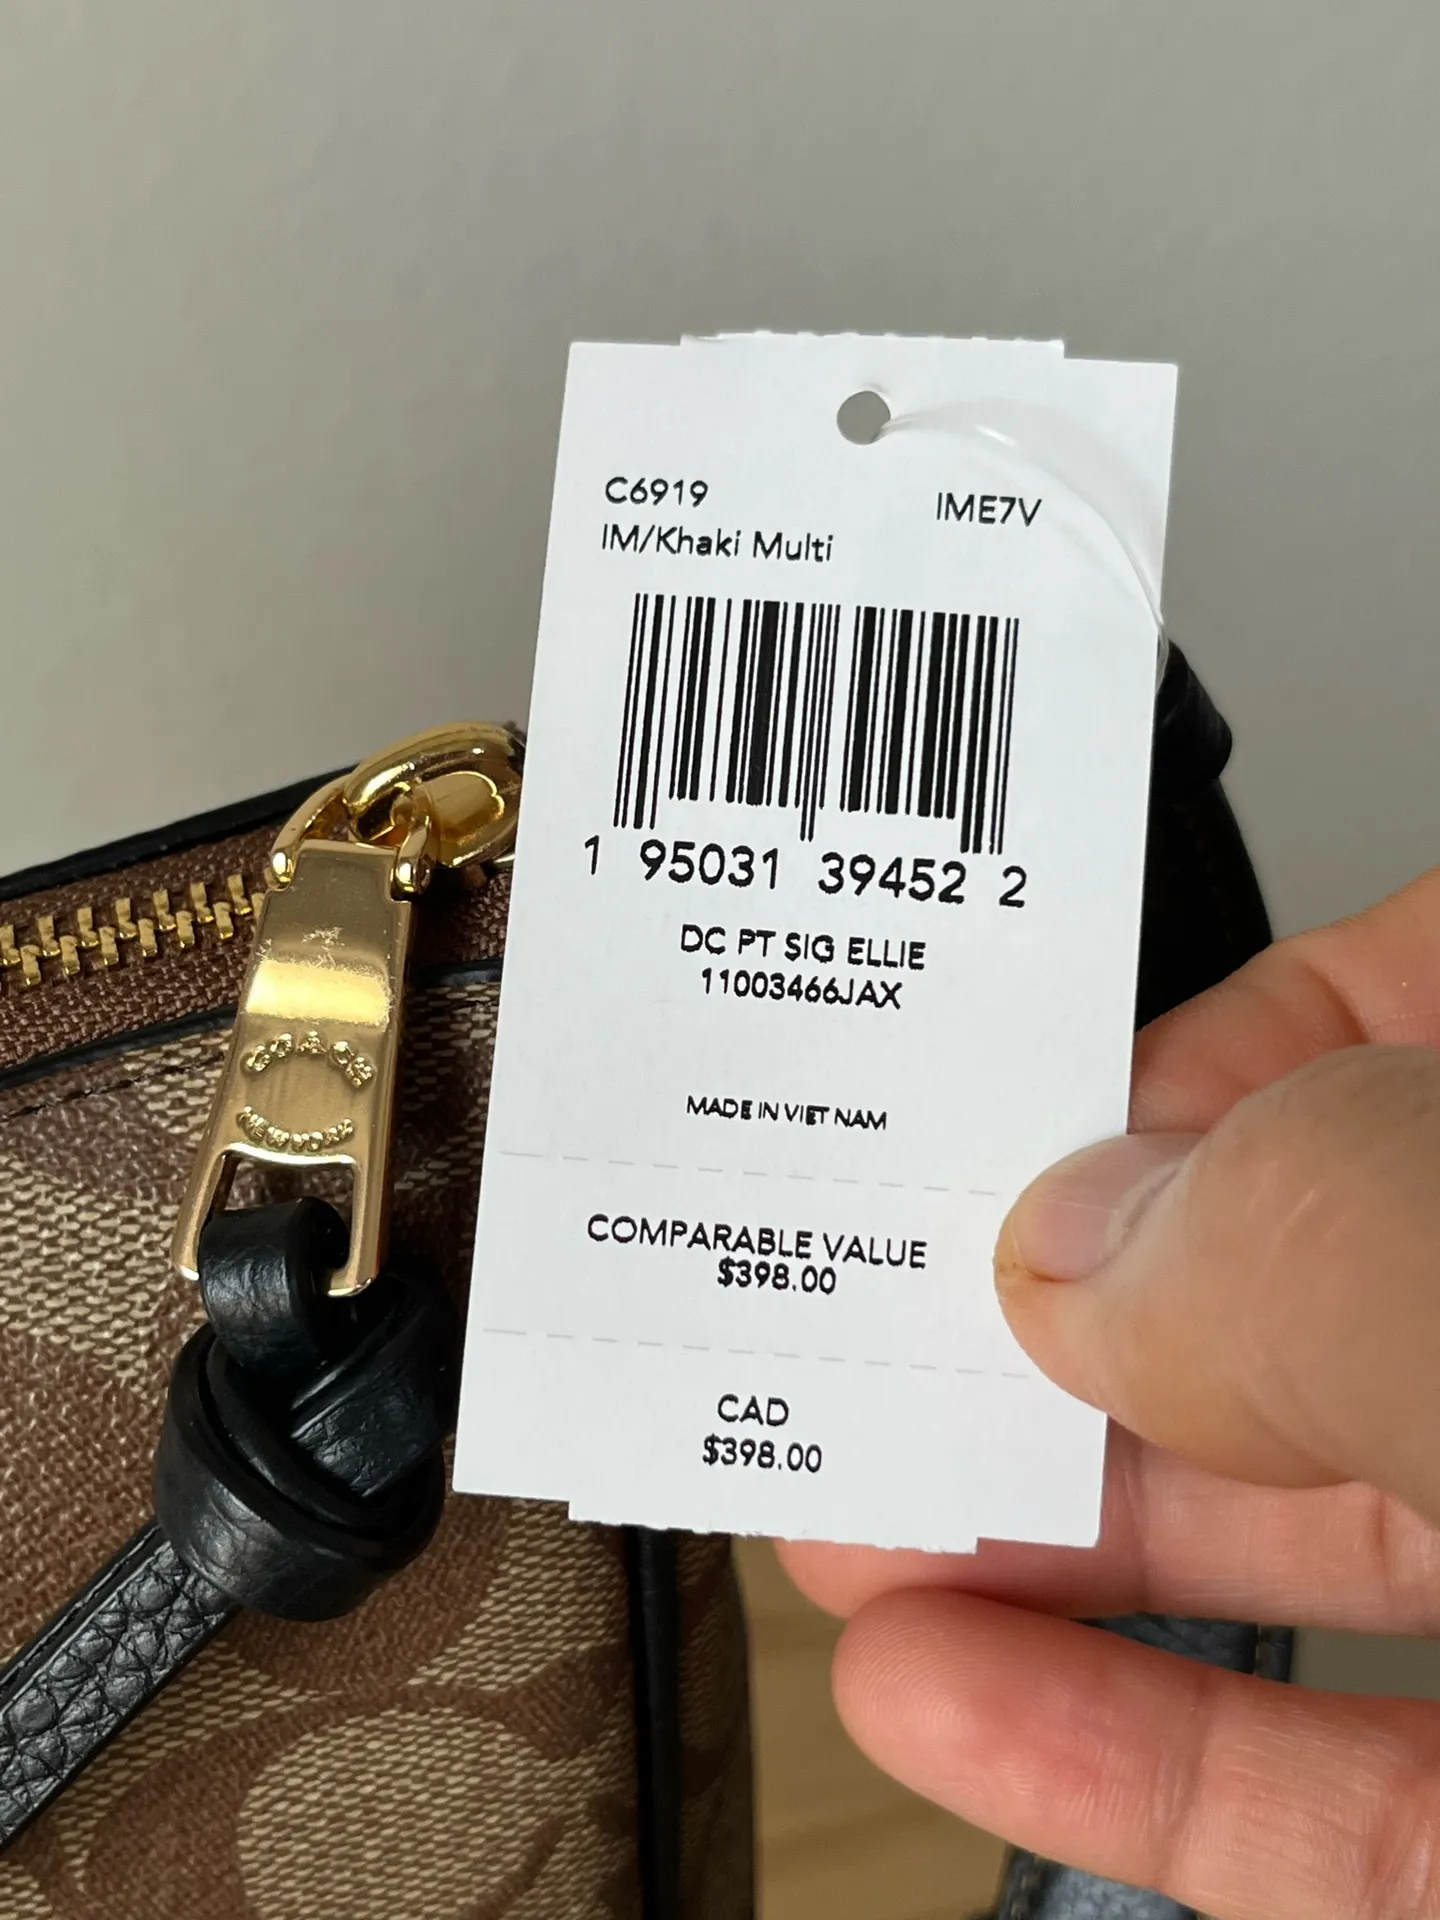 C6919 IME7V
IM/Khaki Multi
1 95031 39452 2
DC PT SIG ELLIE
11003466JAX
MADE IN VIET NAM
COMPARABLE VALUE
$398.00
CAD
$398.00
COACH
NEW YORK